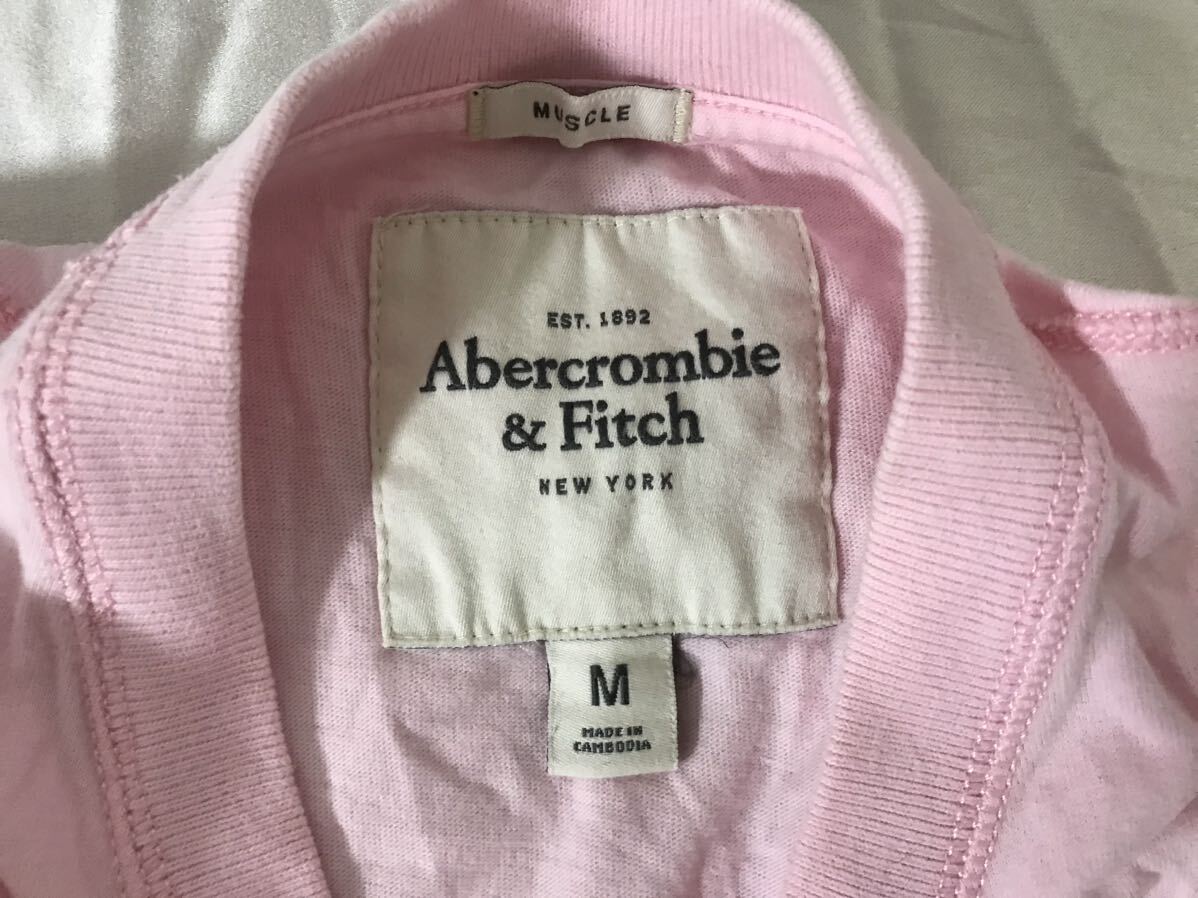 MUSCLE
EST. 1892
Abercrombie
& Fitch
NEW YORK
M
MADE IN
CAMBODIA